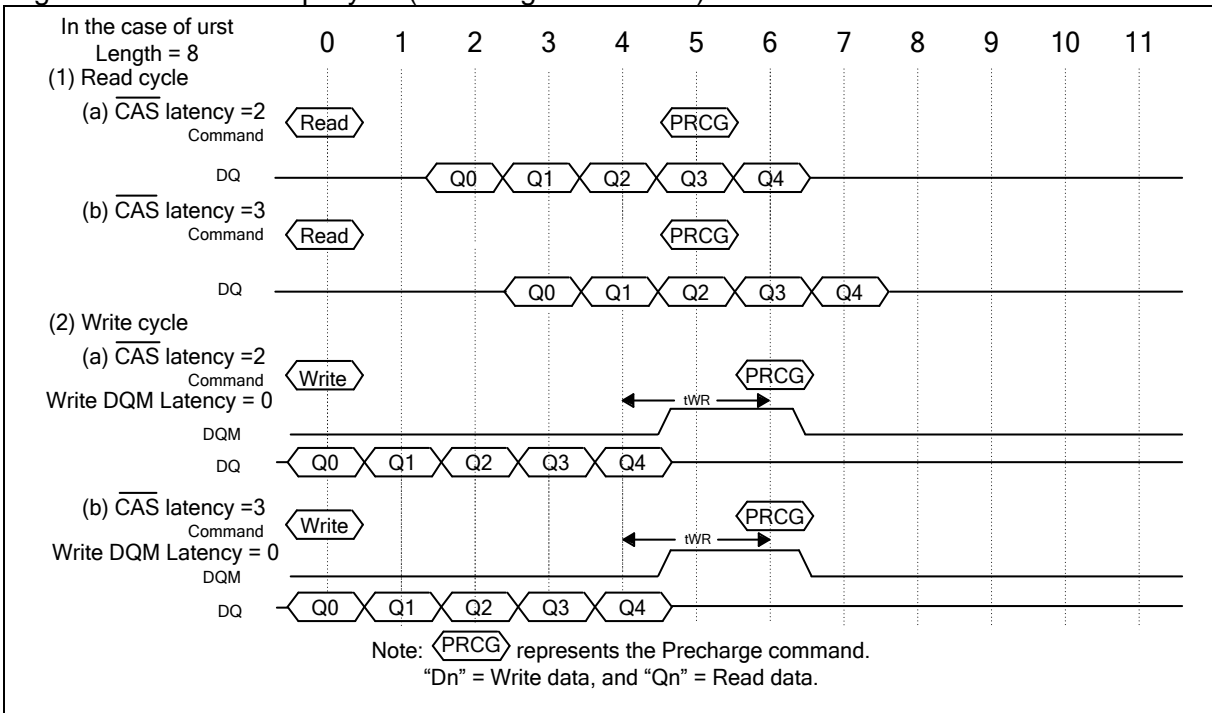 In the case of urst
Length = 8
0 1 2 3 4 5 6 7 8 9 10 11
(1) Read cycle
(a) CAS latency =2
Command
Read
PRCG
DQ
Q0 Q1 Q2 Q3 Q4
(b) CAS latency =3
Command
Read
PRCG
DQ
Q0 Q1 Q2 Q3 Q4
(2) Write cycle
(a) CAS latency =2
Command
Write
PRCG
Write DQM Latency = 0
tWR
DQM
DQ
Q0 Q1 Q2 Q3 Q4
(b) CAS latency =3
Command
Write
PRCG
Write DQM Latency = 0
tWR
DQM
DQ
Q0 Q1 Q2 Q3 Q4
Note: PRCG represents the Precharge command.
“Dn” = Write data, and “Qn” = Read data.